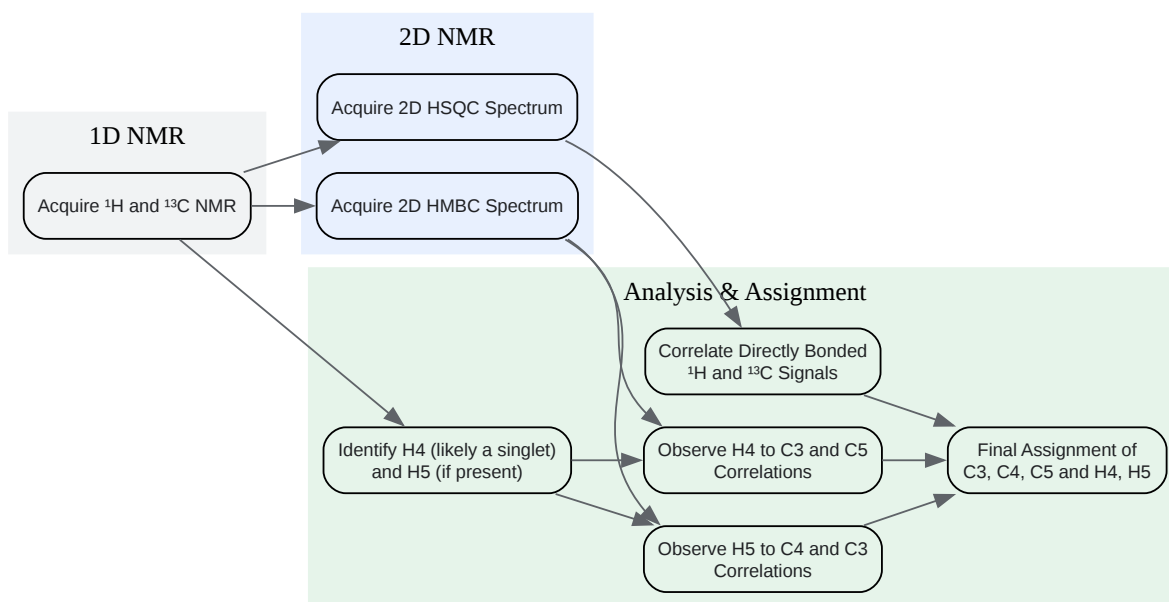 1D NMR
Acquire ¹H and ¹³C NMR
2D NMR
Acquire 2D HSQC Spectrum
Acquire 2D HMBC Spectrum
Analysis & Assignment
Correlate Directly Bonded
¹H and ¹³C Signals
Identify H4 (likely a singlet)
and H5 (if present)
Observe H4 to C3 and C5
Correlations
Observe H5 to C4 and C3
Correlations
Final Assignment of
C3, C4, C5 and H4, H5